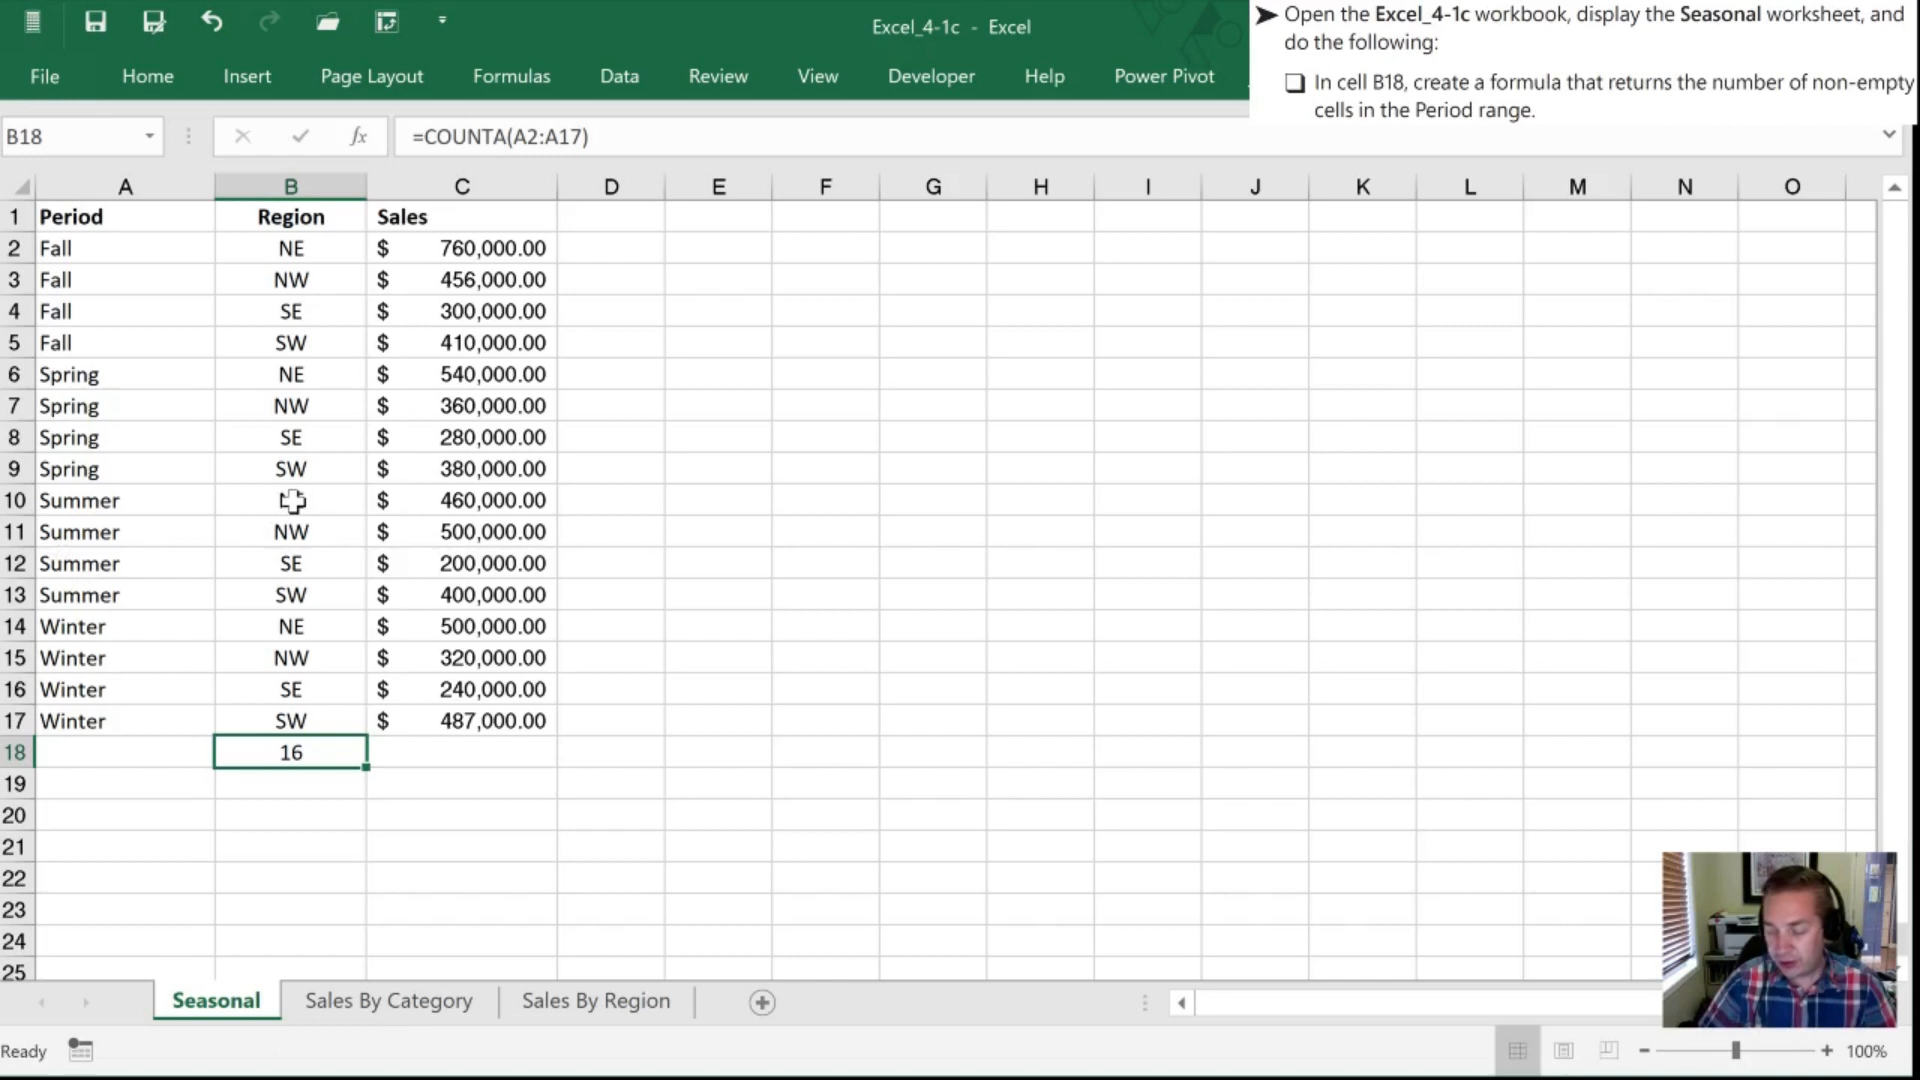 Excel_4-1c - Excel
➤ Open the Excel_4-1c workbook, display the Seasonal worksheet, and
do the following:
❑ In cell B18, create a formula that returns the number of non-empty
cells in the Period range.
File Home Insert Page Layout Formulas Data Review View Developer Help Power Pivot
B18 fx =COUNTA(A2:A17)
A B C D E F G H I J K L M N O
1 Period Region Sales
2 Fall NE $ 760,000.00
3 Fall NW $ 456,000.00
4 Fall SE $ 300,000.00
5 Fall SW $ 410,000.00
6 Spring NE $ 540,000.00
7 Spring NW $ 360,000.00
8 Spring SE $ 280,000.00
9 Spring SW $ 380,000.00
10 Summer $ 460,000.00
11 Summer NW $ 500,000.00
12 Summer SE $ 200,000.00
13 Summer SW $ 400,000.00
14 Winter NE $ 500,000.00
15 Winter NW $ 320,000.00
16 Winter SE $ 240,000.00
17 Winter SW $ 487,000.00
18 16
19
20
21
22
23
24
25
Seasonal Sales By Category Sales By Region
Ready 100%